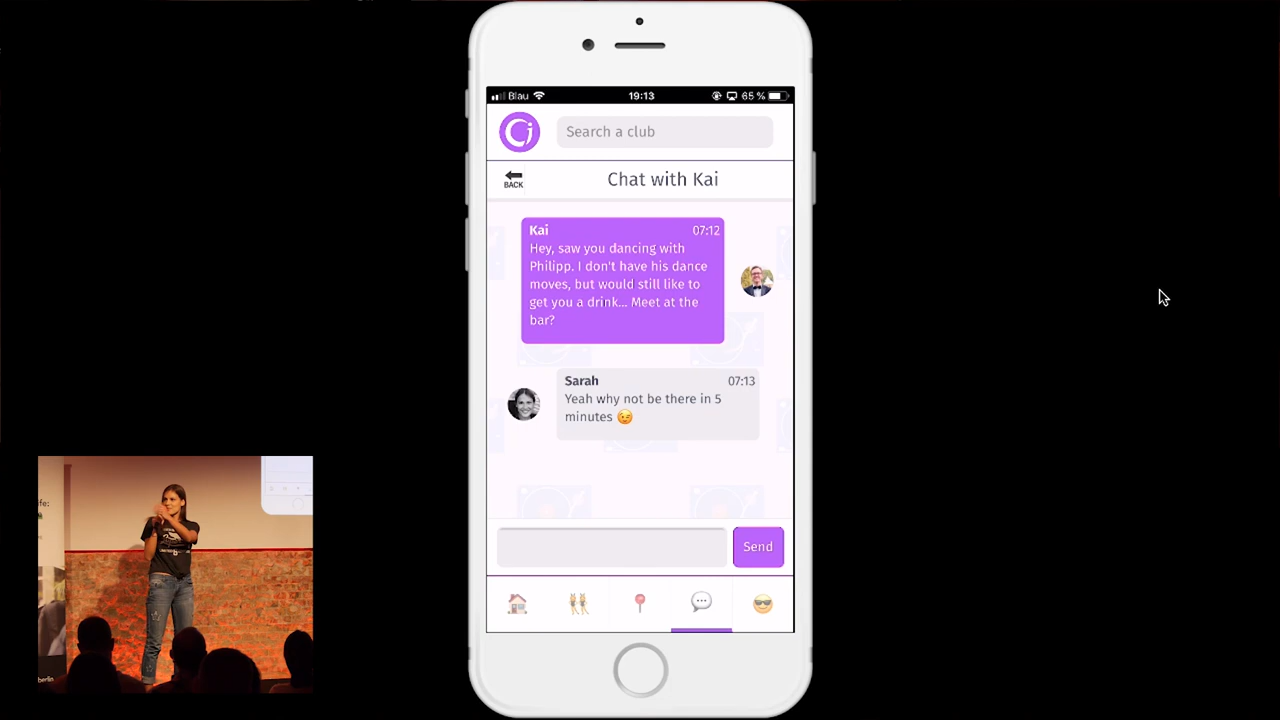 Blau 19:13 65 %
Search a club
BACK
Chat with Kai
Kai 07:12
Hey, saw you dancing with
Philipp. I don't have his dance
moves, but would still like to
get you a drink... Meet at the
bar?
Sarah 07:13
Yeah why not be there in 5
minutes 😉
Send
ife:
berlin